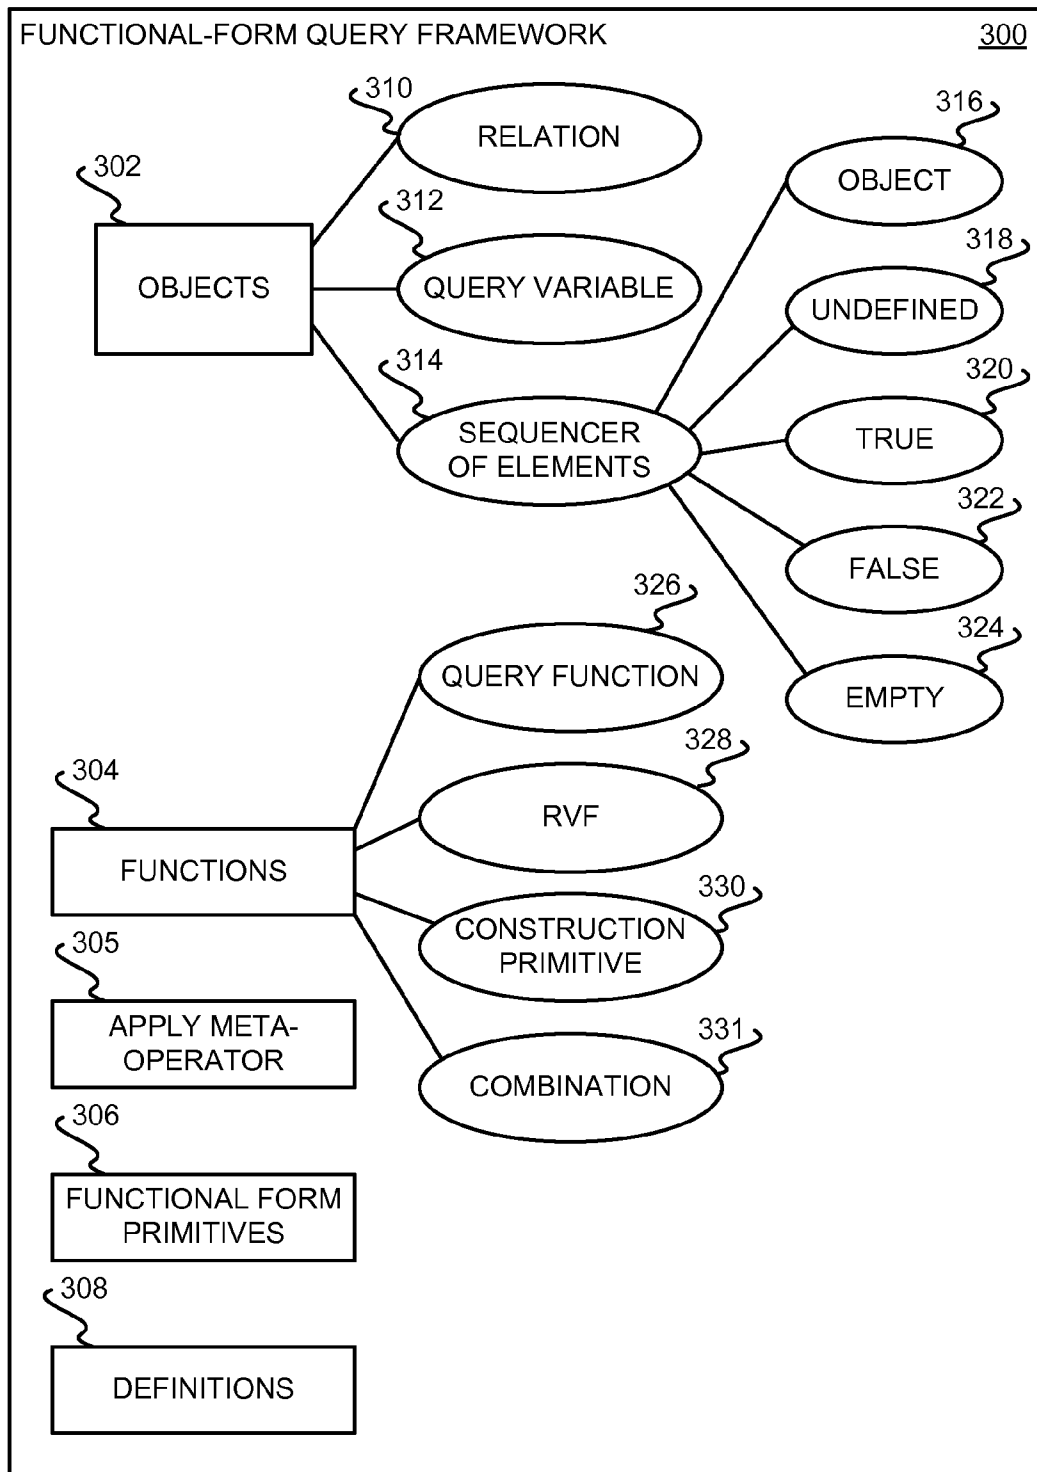 FUNCTIONAL-FORM QUERY FRAMEWORK
300
310
RELATION
302
OBJECTS
312
QUERY VARIABLE
314
SEQUENCER
OF ELEMENTS
316
OBJECT
318
UNDEFINED
320
TRUE
322
FALSE
324
EMPTY
326
QUERY FUNCTION
304
FUNCTIONS
328
RVF
330
CONSTRUCTION
PRIMITIVE
305
APPLY META-
OPERATOR
331
COMBINATION
306
FUNCTIONAL FORM
PRIMITIVES
308
DEFINITIONS